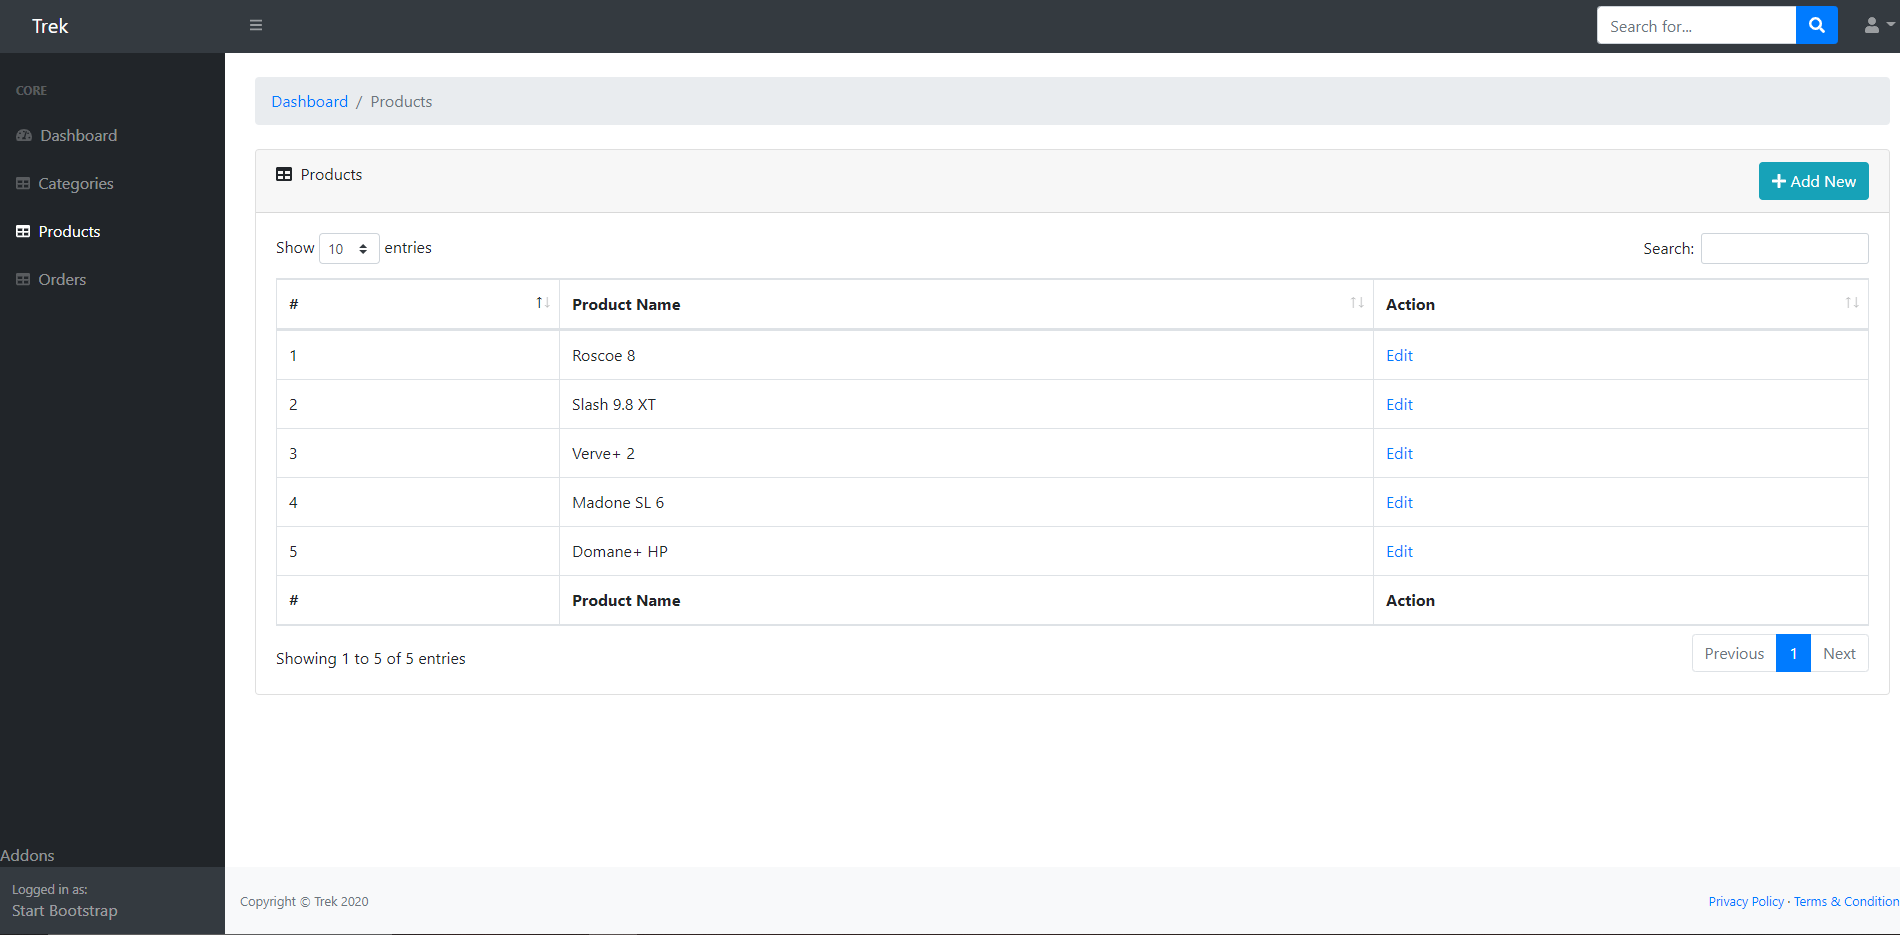 Trek
Search for...
CORE
Dashboard
Categories
Products
Orders
Addons
Logged in as:
Start Bootstrap
Dashboard / Products
Products
Add New
Show 10 entries
Search:
# Product Name Action
1 Roscoe 8 Edit
2 Slash 9.8 XT Edit
3 Verve+ 2 Edit
4 Madone SL 6 Edit
5 Domane+ HP Edit
# Product Name Action
Showing 1 to 5 of 5 entries
Previous 1 Next
Copyright © Trek 2020
Privacy Policy · Terms & Condition